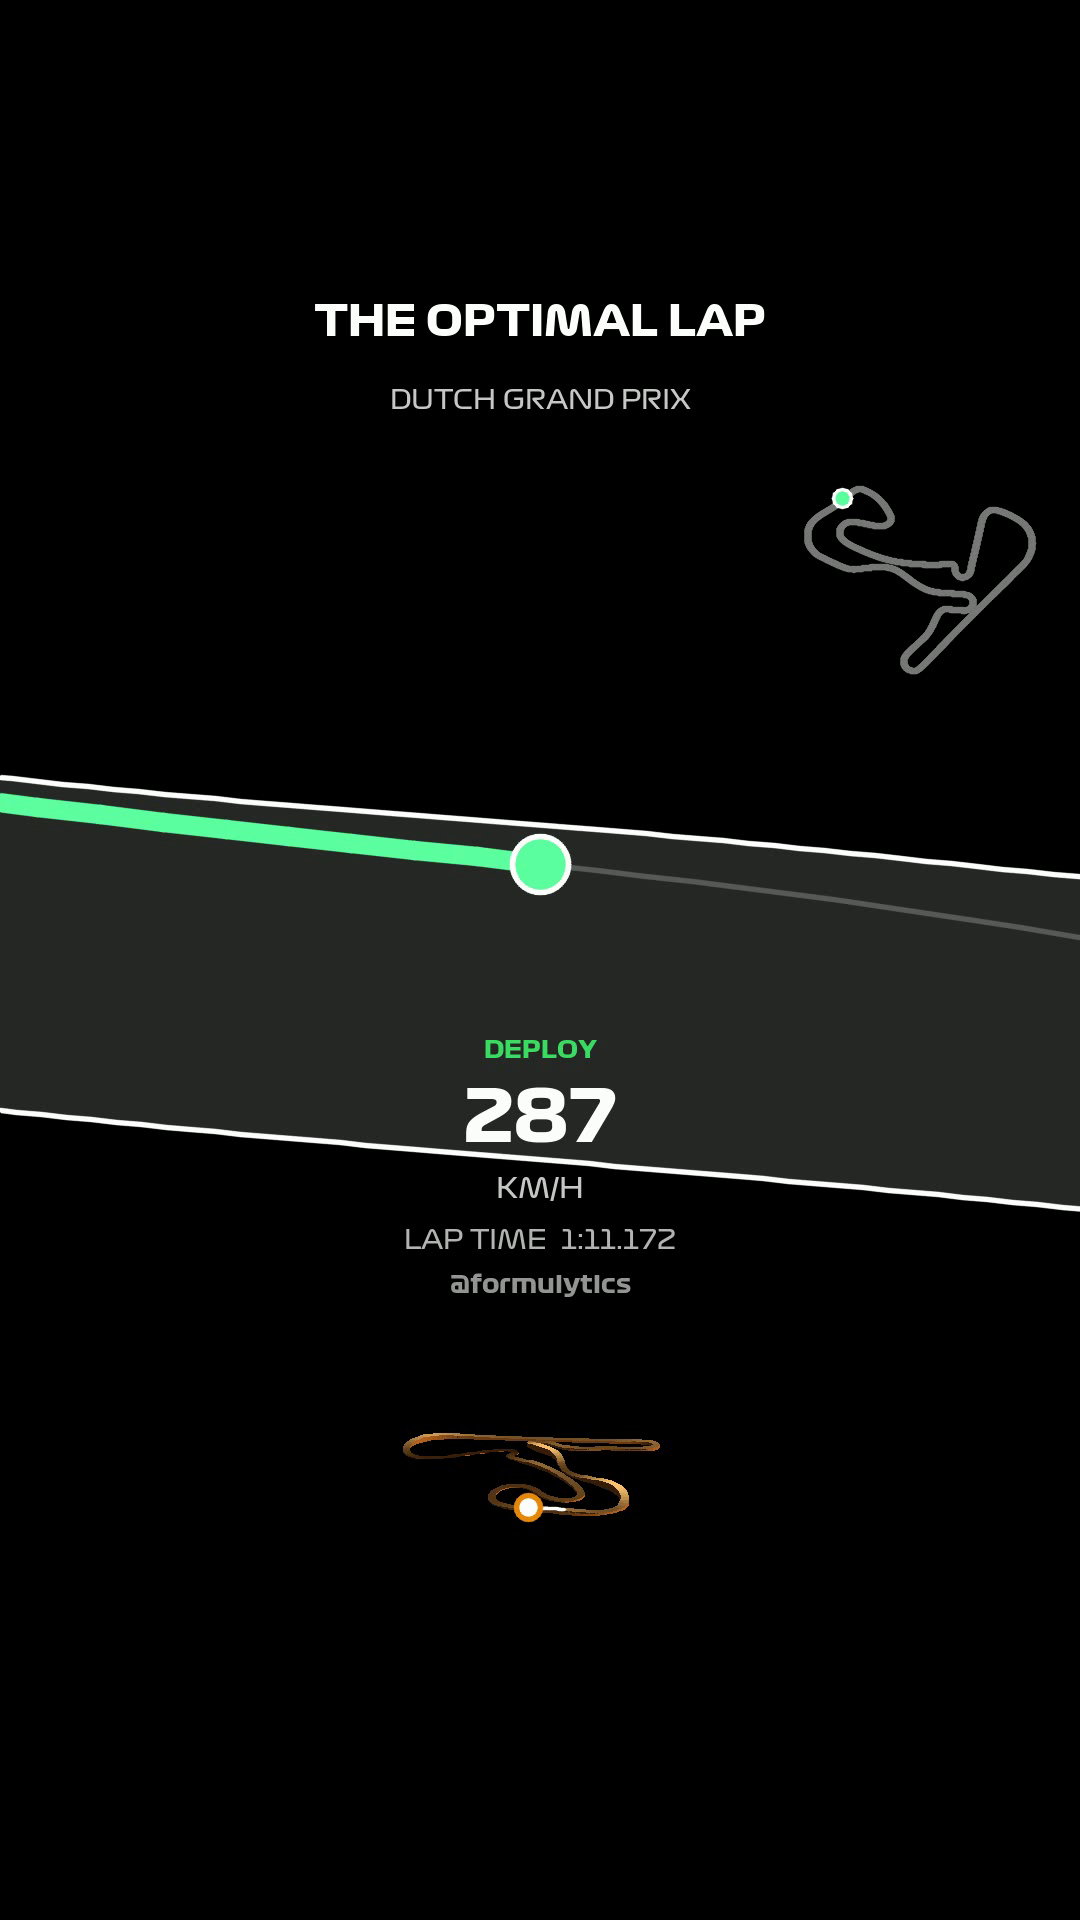 THE OPTIMAL LAP
DUTCH GRAND PRIX
DEPLOY
287
KM/H
LAP TIME 1:11.172
@formulytics